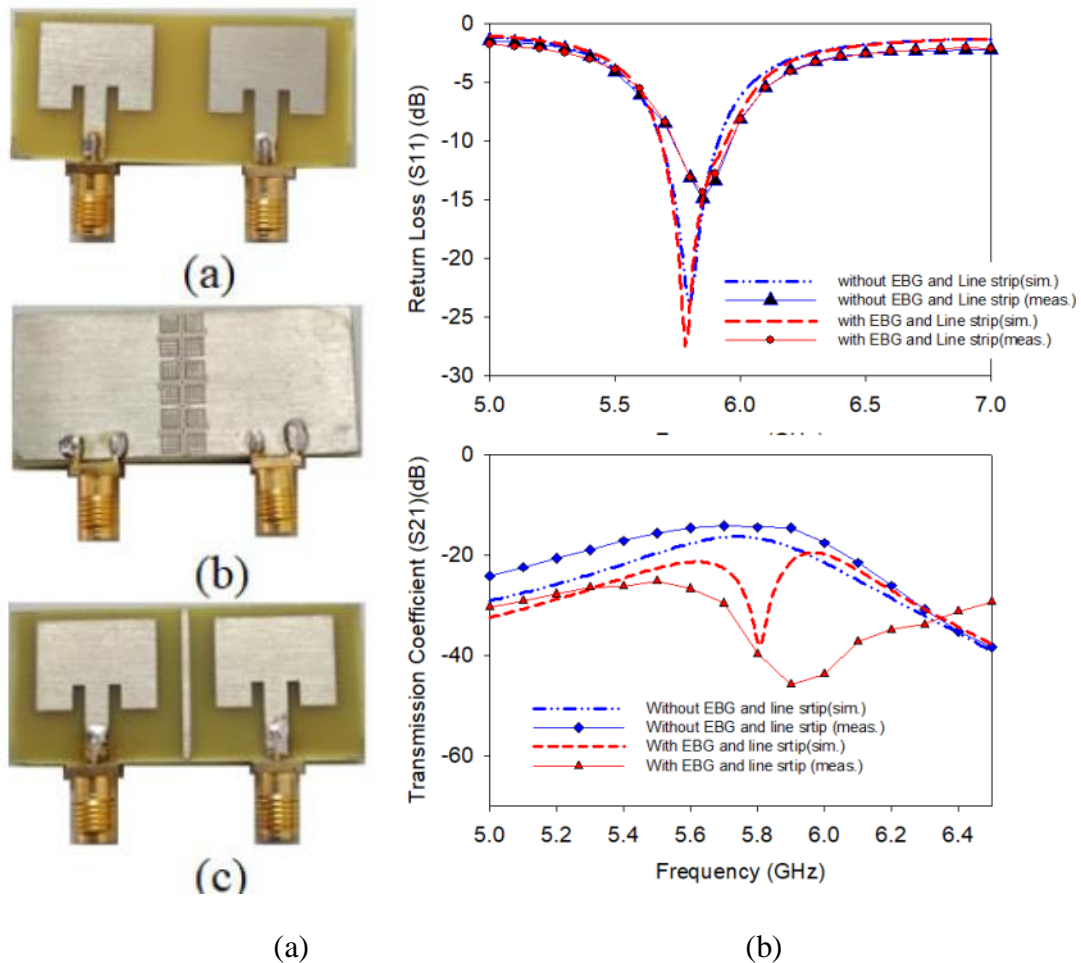 (a)
(b)
(c)
Return Loss (S11) (dB)
0
-5
-10
-15
-20
-25
-30
5.0 5.5 6.0 6.5 7.0
without EBG and Line strip(sim.)
without EBG and Line strip (meas.)
with EBG and Line strip(sim.)
with EBG and Line strip(meas.)
Transmission Coefficient (S21)(dB)
0
-20
-40
-60
Without EBG and line srtip(sim.)
Without EBG and line srtip (meas.)
With EBG and line srtip(sim.)
With EBG and line srtip (meas.)
5.0 5.2 5.4 5.6 5.8 6.0 6.2 6.4
Frequency (GHz)
(a) (b)